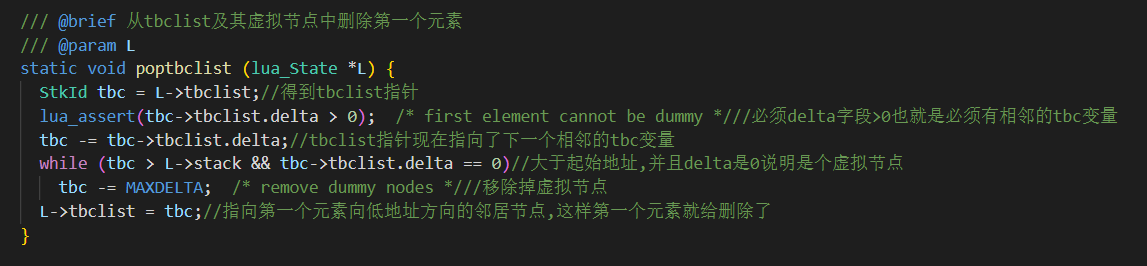 /// @brief 从tbclist及其虚拟节点中删除第一个元素
/// @param L
static void poptbclist (lua_State *L) {
  StkId tbc = L->tbclist;//得到tbclist指针
  lua_assert(tbc->tbclist.delta > 0);  /* first element cannot be dummy *///必须delta字段>0也就是必须有相邻的tbc变量
  tbc -= tbc->tbclist.delta;//tbclist指针现在指向了下一个相邻的tbc变量
  while (tbc > L->stack && tbc->tbclist.delta == 0)//大于起始地址,并且delta是0说明是个虚拟节点
    tbc -= MAXDELTA;  /* remove dummy nodes *///移除掉虚拟节点
  L->tbclist = tbc;//指向第一个元素向低地址方向的邻居节点,这样第一个元素就给删除了
}